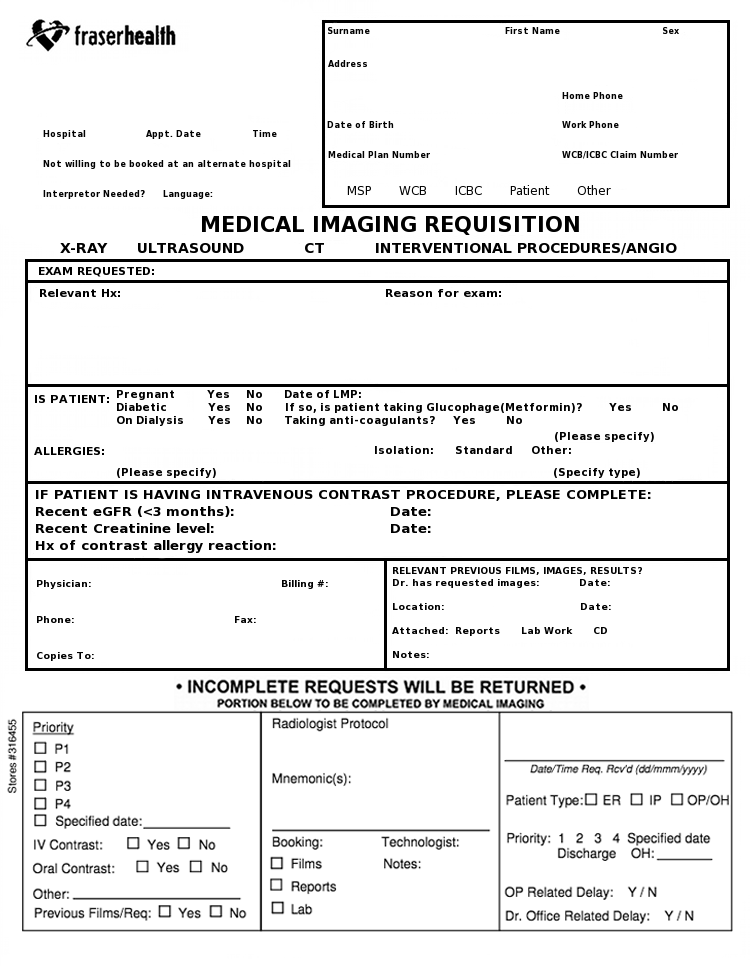 fraserhealth
Surname First Name Sex
Address
Home Phone
Date of Birth Work Phone
Medical Plan Number WCB/ICBC Claim Number
MSP WCB ICBC Patient Other
Hospital Appt. Date Time
Not willing to be booked at an alternate hospital
Interpretor Needed? Language:
MEDICAL IMAGING REQUISITION
X-RAY ULTRASOUND CT INTERVENTIONAL PROCEDURES/ANGIO
EXAM REQUESTED:
Relevant Hx: Reason for exam:
IS PATIENT: Pregnant Yes No Date of LMP:
Diabetic Yes No If so, is patient taking Glucophage(Metformin)? Yes No
On Dialysis Yes No Taking anti-coagulants? Yes No
(Please specify)
ALLERGIES: Isolation: Standard Other:
(Please specify) (Specify type)
IF PATIENT IS HAVING INTRAVENOUS CONTRAST PROCEDURE, PLEASE COMPLETE:
Recent eGFR (<3 months): Date:
Recent Creatinine level: Date:
Hx of contrast allergy reaction:
Physician: Billing #:
Phone: Fax:
Copies To:
RELEVANT PREVIOUS FILMS, IMAGES, RESULTS?
Dr. has requested images: Date:
Location: Date:
Attached: Reports Lab Work CD
Notes:
• INCOMPLETE REQUESTS WILL BE RETURNED •
PORTION BELOW TO BE COMPLETED BY MEDICAL IMAGING
Stores #316455
Priority
P1
P2
P3
P4
Specified date:
IV Contrast: Yes No
Oral Contrast: Yes No
Other:
Previous Films/Req: Yes No
Radiologist Protocol
Mnemonic(s):
Booking: Technologist:
Films Notes:
Reports
Lab
Date/Time Req. Rcv'd (dd/mmm/yyyy)
Patient Type: ER IP OP/OH
Priority: 1 2 3 4 Specified date
Discharge OH:
OP Related Delay: Y / N
Dr. Office Related Delay: Y / N